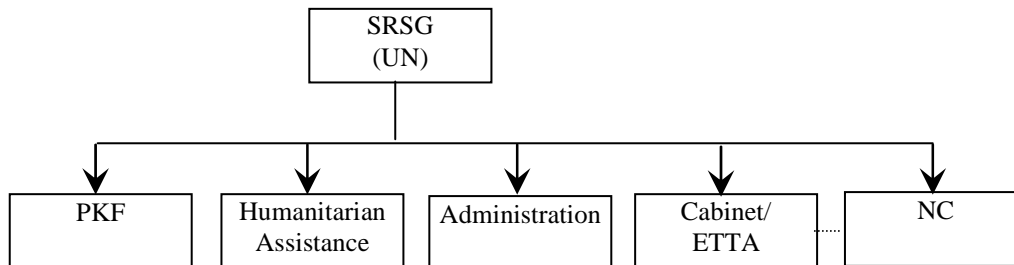 SRSG
(UN)
PKF
Humanitarian
Assistance
Administration
Cabinet/
ETTA
NC